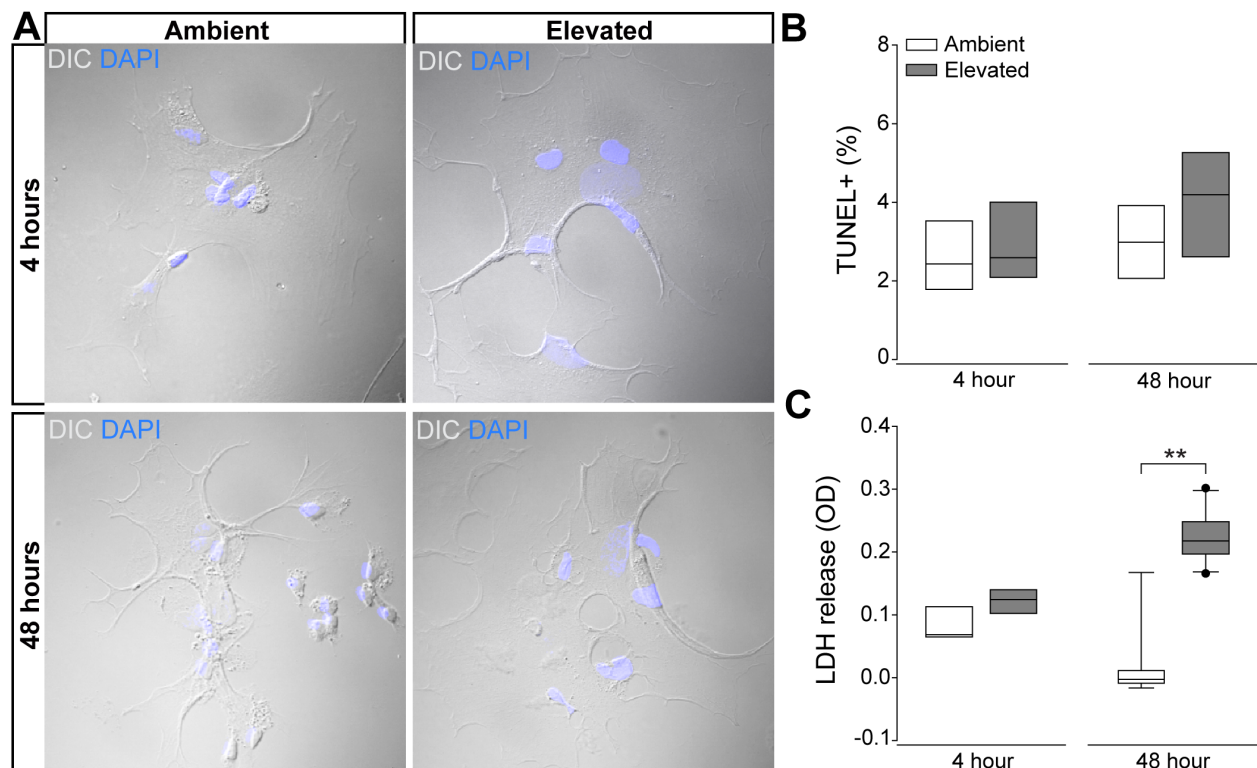 A
Ambient
Elevated
4 hours
48 hours
DIC DAPI
DIC DAPI
DIC DAPI
DIC DAPI
B
8
6
4
2
0
TUNEL+ (%)
Ambient
Elevated
4 hour
48 hour
C
0.4
0.3
0.2
0.1
0.0
-0.1
LDH release (OD)
**
4 hour
48 hour